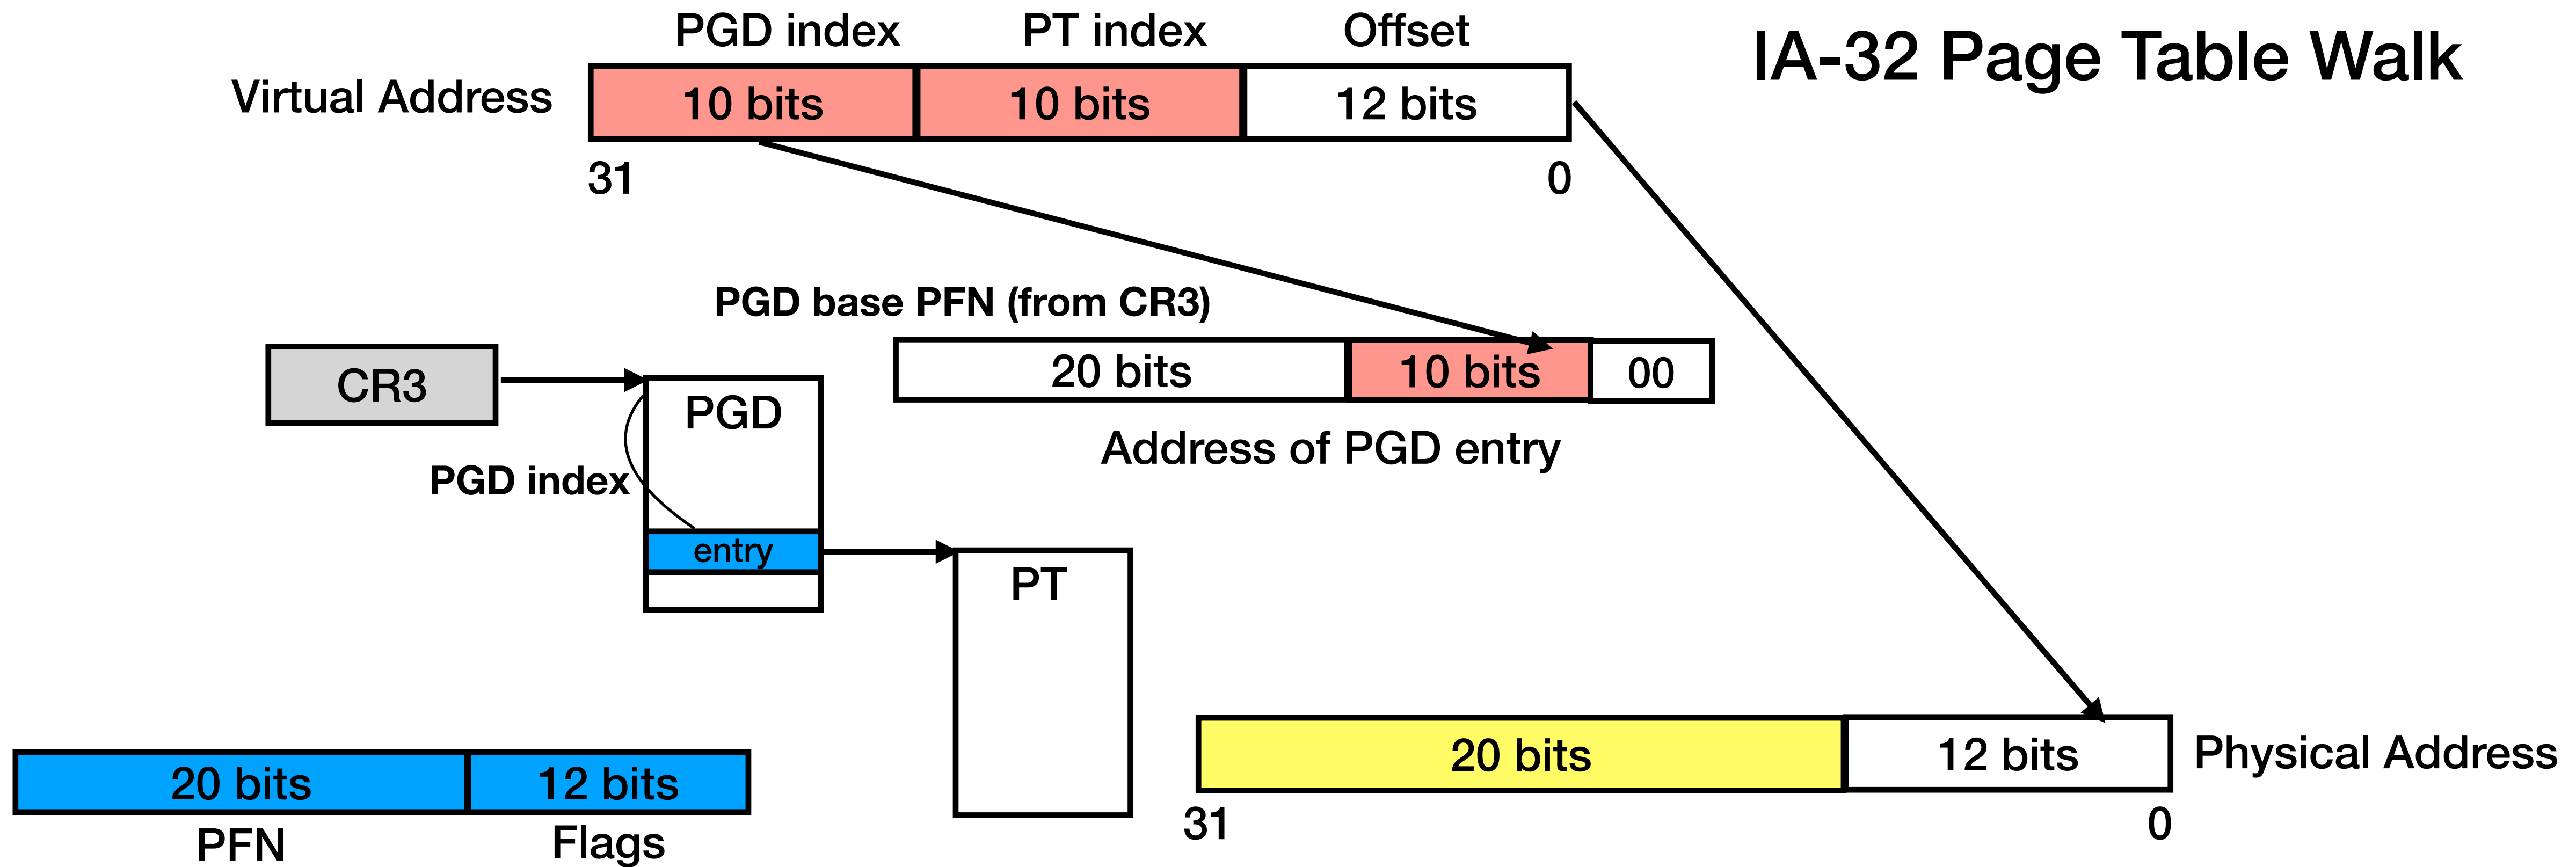 PGD index PT index Offset
IA-32 Page Table Walk
Virtual Address 10 bits 10 bits 12 bits
31 0
PGD base PFN (from CR3)
CR3 20 bits 10 bits 00
PGD
Address of PGD entry
PGD index
entry
PT
20 bits 12 bits Physical Address
31 0
20 bits 12 bits
PFN Flags